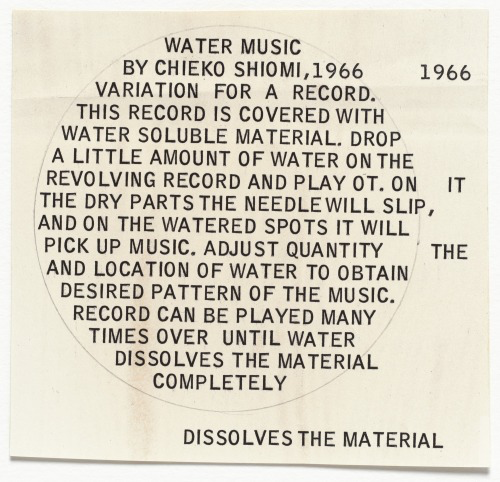 WATER MUSIC
BY CHIEKO SHIOMI, 1966 1966
VARIATION FOR A RECORD.
THIS RECORD IS COVERED WITH
WATER SOLUBLE MATERIAL. DROP
A LITTLE AMOUNT OF WATER ON THE
REVOLVING RECORD AND PLAY OT. ON IT
THE DRY PARTS THE NEEDLE WILL SLIP,
AND ON THE WATERED SPOTS IT WILL
PICK UP MUSIC. ADJUST QUANTITY THE
AND LOCATION OF WATER TO OBTAIN
DESIRED PATTERN OF THE MUSIC.
RECORD CAN BE PLAYED MANY
TIMES OVER UNTIL WATER
DISSOLVES THE MATERIAL
COMPLETELY
DISSOLVES THE MATERIAL